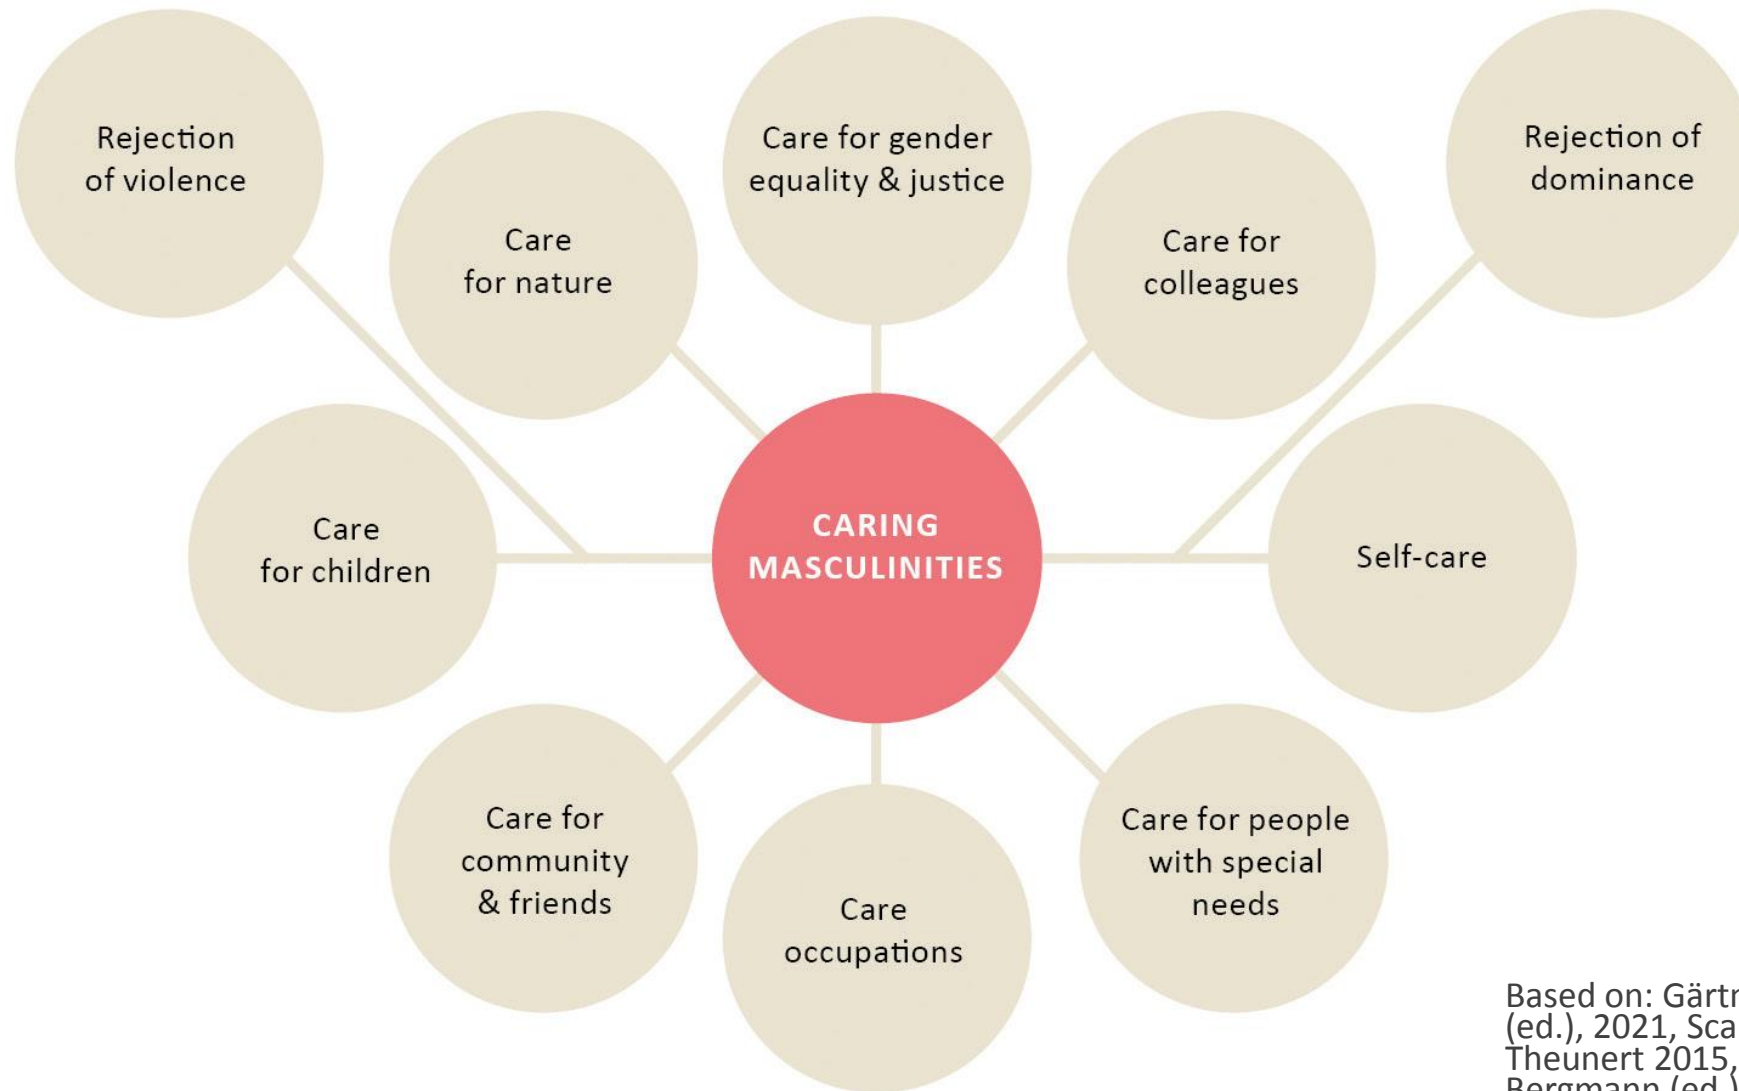 Rejection
of violence
Care
for nature
Care for gender
equality & justice
Care for
colleagues
Rejection of
dominance
Care
for children
CARING
MASCULINITIES
Self-care
Care for
community
& friends
Care
occupations
Care for people
with special
needs
Based on:
(ed.), 2021,
Theunert 2015,
Bergmann (ed.)